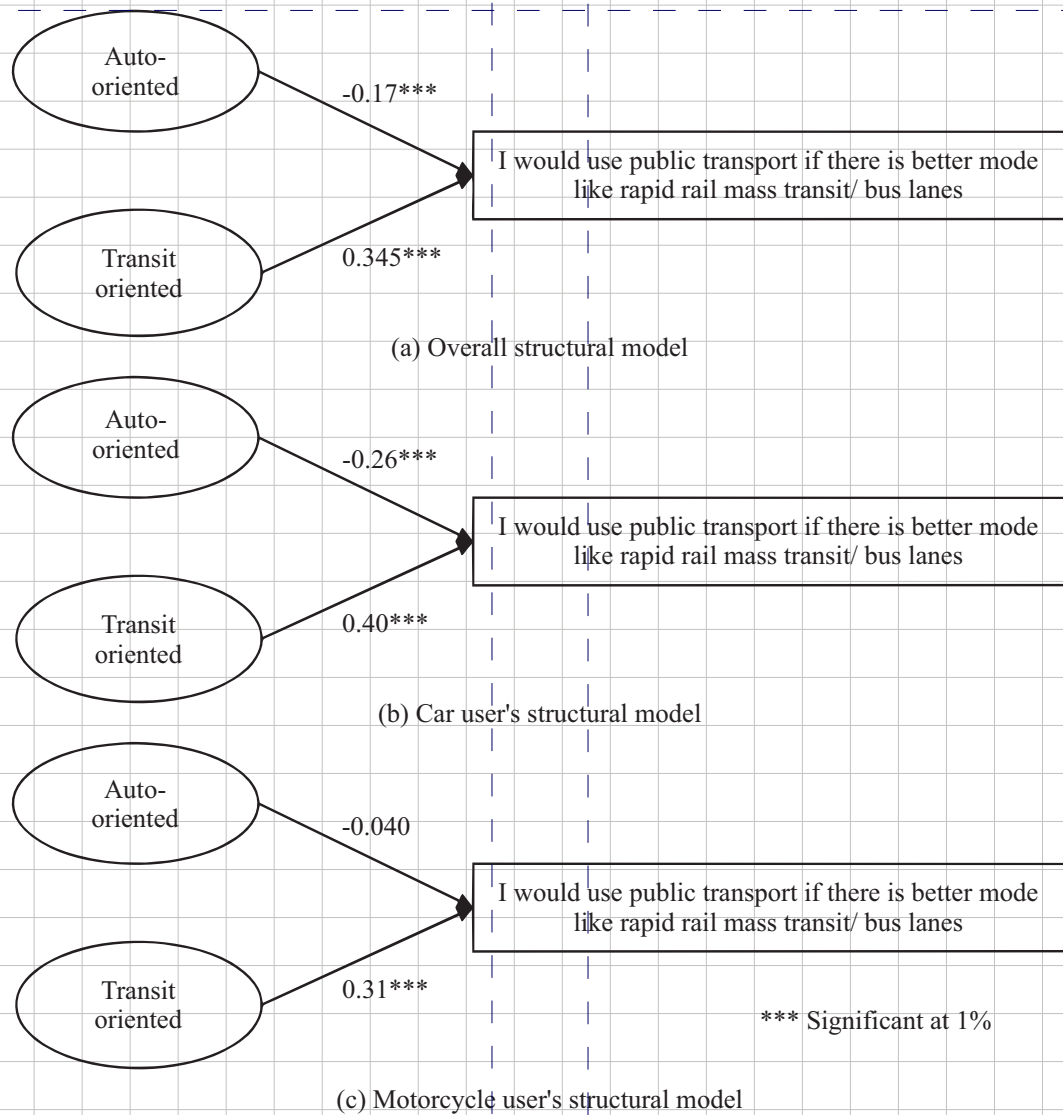 Auto-
oriented
-0.17***
I would use public transport if there is better mode
like rapid rail mass transit/ bus lanes
Transit
oriented
0.345***
(a) Overall structural model
Auto-
oriented
-0.26***
I would use public transport if there is better mode
like rapid rail mass transit/ bus lanes
Transit
oriented
0.40***
(b) Car user's structural model
Auto-
oriented
-0.040
I would use public transport if there is better mode
like rapid rail mass transit/ bus lanes
Transit
oriented
0.31***
*** Significant at 1%
(c) Motorcycle user's structural model